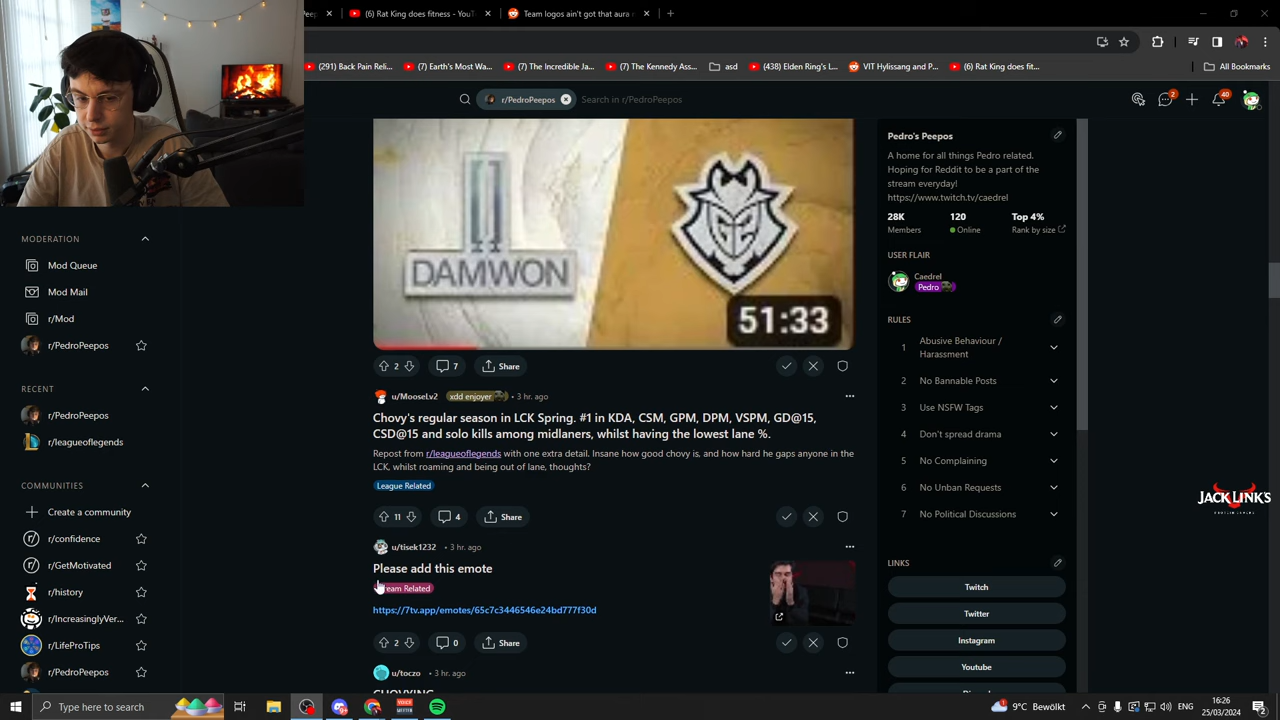 eepos
(6) Rat King does fitness - YouT
Team logos ain't got that aura
(291) Back Pain Reli...
(7) Earth's Most Wa...
(7) The Incredible Ja...
(7) The Kennedy Ass...
asd
(438) Elden Ring's L...
VIT Hylissang and P...
(6) Rat King does fit...
All Bookmarks
r/PedroPeepos
Search in r/PedroPeepos
2
40
MODERATION
Mod Queue
Mod Mail
r/Mod
r/PedroPeepos
RECENT
r/PedroPeepos
r/leagueoflegends
COMMUNITIES
Create a community
r/confidence
r/GetMotivated
r/history
r/IncreasinglyVer...
r/LifeProTips
r/PedroPeepos
DAMWON
G2
51:33
2
7
Share
u/MooseLv2
xdd enjoyer
• 3 hr. ago
Chovy's regular season in LCK Spring. #1 in KDA, CSM, GPM, DPM, VSPM, GD@15,
CSD@15 and solo kills among midlaners, whilst having the lowest lane %.
Repost from r/leagueoflegends with one extra detail. Insane how good chovy is, and how hard he gaps anyone in the
LCK, whilst roaming and being out of lane, thoughts?
League Related
11
4
Share
u/tisek1232 • 3 hr. ago
Please add this emote
ream Related
https://7tv.app/emotes/65c7c3446546e24bd777f30d
2
0
Share
u/toczo • 3 hr. ago
CHOVYING
Pedro's Peepos
A home for all things Pedro related.
Hoping for Reddit to be a part of the
stream everyday!
https://www.twitch.tv/caedrel
28K
120
Top 4%
Members
Online
Rank by size
USER FLAIR
Caedrel
Pedro
RULES
1
Abusive Behaviour /
Harassment
2
No Bannable Posts
3
Use NSFW Tags
4
Don't spread drama
5
No Complaining
6
No Unban Requests
7
No Political Discussions
LINKS
Twitch
Twitter
Instagram
Youtube
JACK LINK'S
Type here to search
9°C Bewölkt
ENG
16:26
25/03/2024